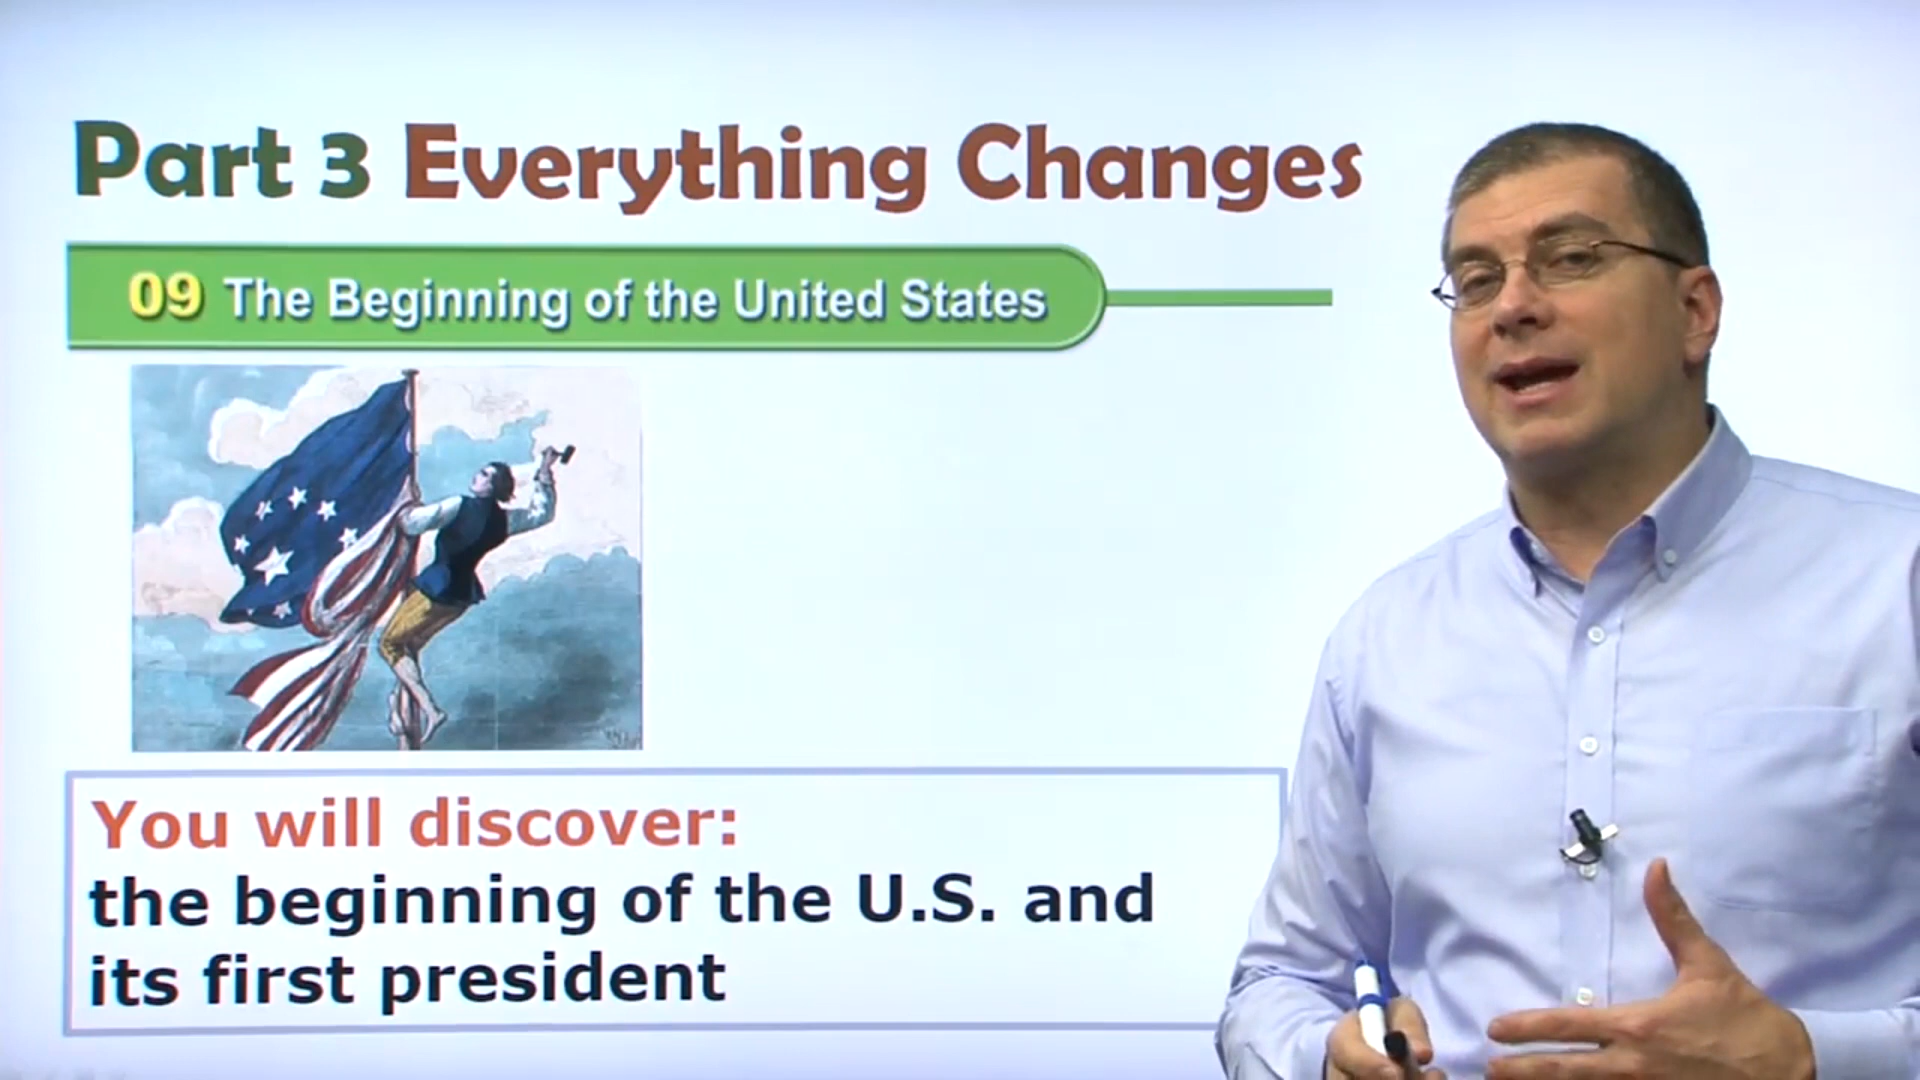 Part 3 Everything Changes
09 The Beginning of the United States
You will discover:
the beginning of the U.S. and
its first president